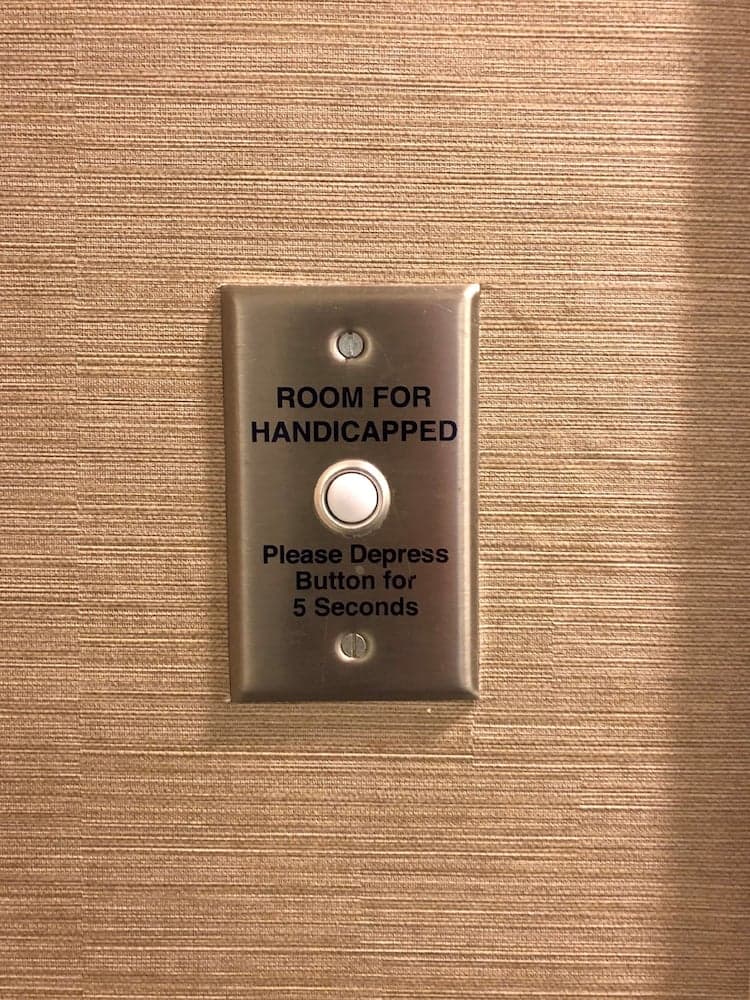 ROOM FOR
HANDICAPPED
Please Depress
Button for
5 Seconds